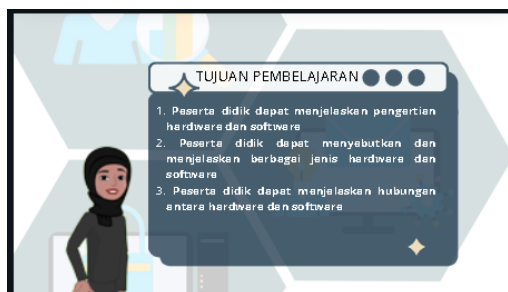 TUJUAN PEMBELAJARAN
1. Peserta didik dapat menjelaskan pengertian
hardware dan software
2. Peserta didik dapat menyebutkan dan
menjelaskan berbagai jenis hardware dan
software
3. Peserta didik dapat menjelaskan hubungan
antara hardware dan software